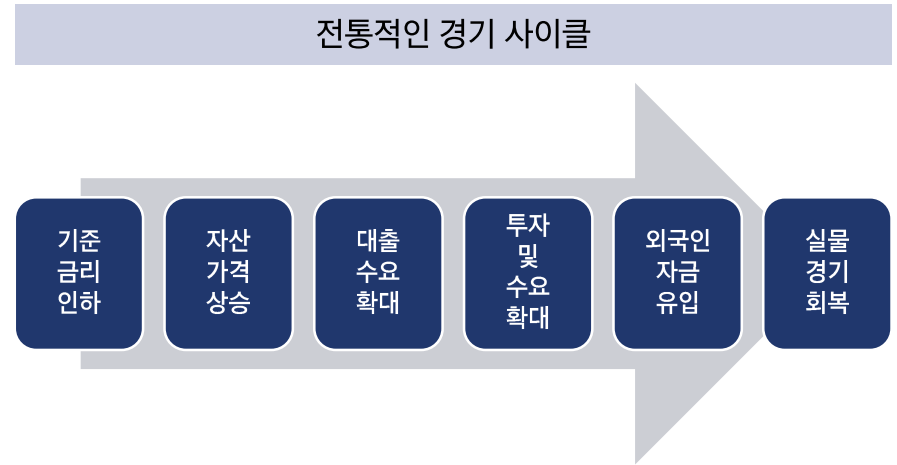 전통적인 경기 사이클
기준
금리
인하
자산
가격
상승
대출
수요
확대
투자
및
수요
확대
외국인
자금
유입
실물
경기
회복